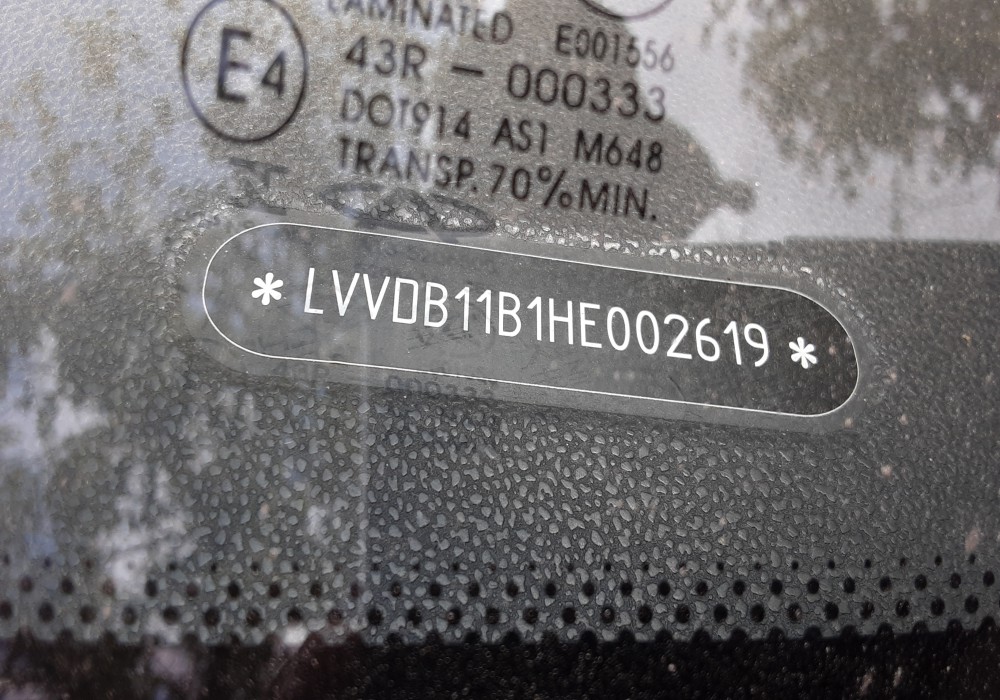 LAMINATED E001556
E4
43R – 000333
DOT914 AS1 M648
TRANSP. 70% MIN.
* LVVDB11B1HE002619 *